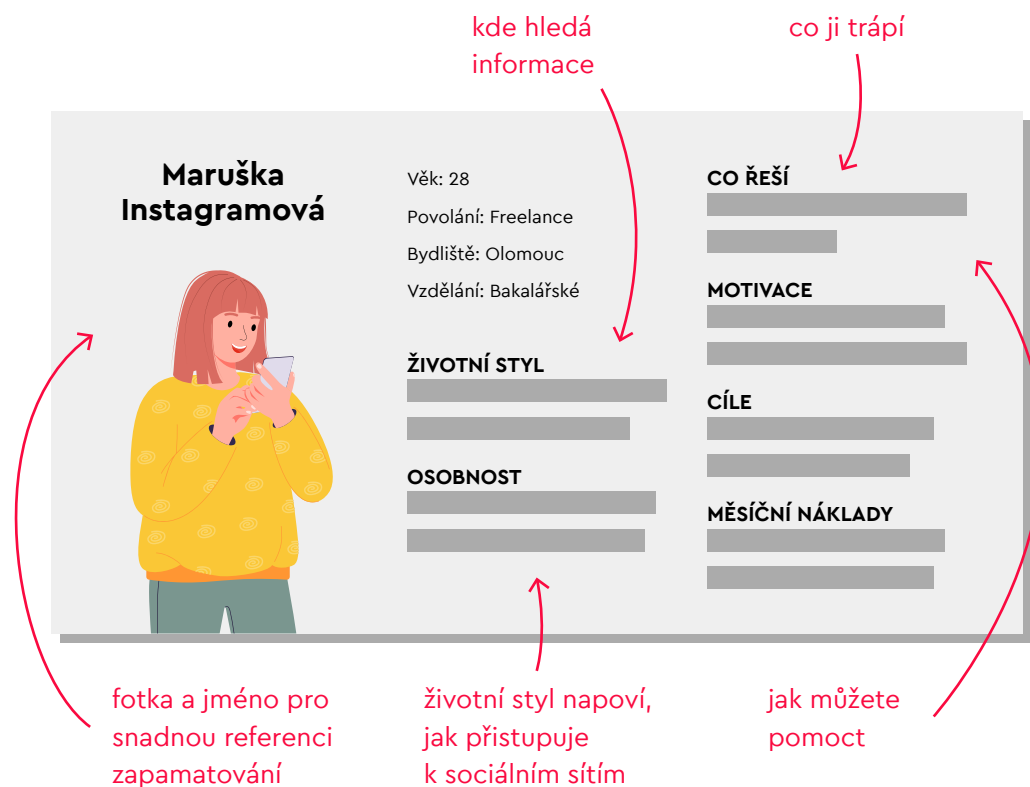 kde hledá
informace
co ji trápí
Maruška
Instagramová
Věk: 28
Povolání: Freelance
Bydliště: Olomouc
Vzdělání: Bakalářské
ŽIVOTNÍ STYL
OSOBNOST
CO ŘEŠÍ
MOTIVACE
CÍLE
MĚSÍČNÍ NÁKLADY
fotka a jméno pro
snadnou referenci
zapamatování
životní styl napoví,
jak přistupuje
k sociálním sítím
jak můžete
pomoct